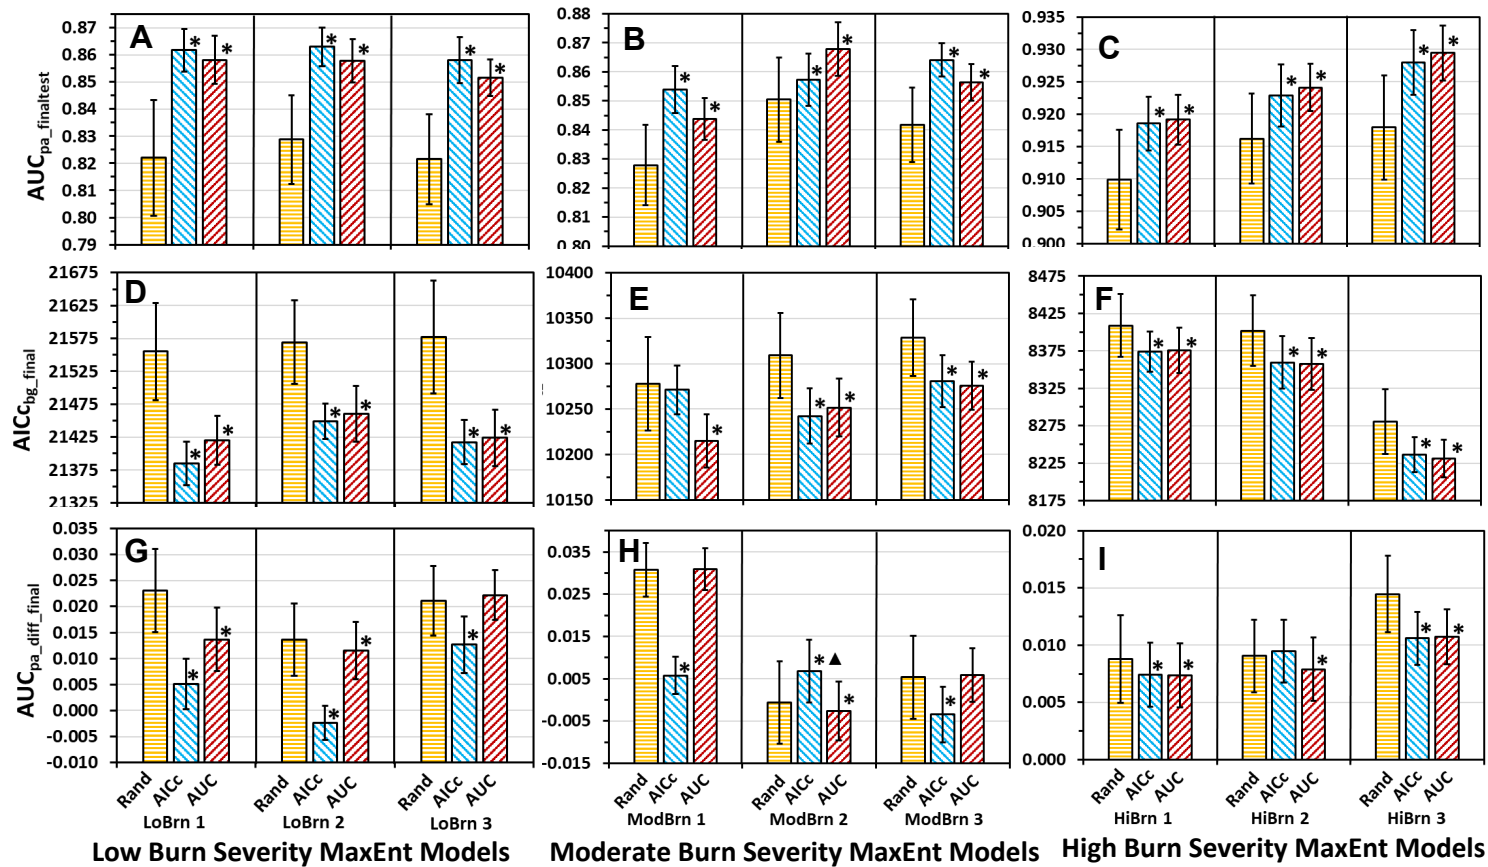 A
0.87
0.86
0.85
0.84
0.83
0.82
0.81
0.80
0.79
AUCpa_finaltest
* * * * * *
B
0.88
0.87
0.86
0.85
0.84
0.83
0.82
0.81
0.80
* * * * * *
C
0.935
0.930
0.925
0.920
0.915
0.910
0.905
0.900
* * * * * *
D
21675
21625
21575
21525
21475
21425
21375
21325
AICcbg_final
* * * * * *
E
10400
10350
10300
10250
10200
10150
* * * * *
F
8475
8425
8375
8325
8275
8225
8175
* * * * * *
G
0.035
0.030
0.025
0.020
0.015
0.010
0.005
0.000
-0.005
-0.010
AUCpa_diff_final
* * * * *
H
0.035
0.025
0.015
0.005
-0.005
-0.015
* * ▲ * *
I
0.020
0.015
0.010
0.005
0.000
* * * * *
Rand AICc AUC Rand AICc AUC Rand AICc AUC
LoBrn 1 LoBrn 2 LoBrn 3
Low Burn Severity MaxEnt Models
Rand AICc AUC Rand AICc AUC Rand AICc AUC
ModBrn 1 ModBrn 2 ModBrn 3
Moderate Burn Severity MaxEnt Models
Rand AICc AUC Rand AICc AUC Rand AICc AUC
HiBrn 1 HiBrn 2 HiBrn 3
High Burn Severity MaxEnt Models